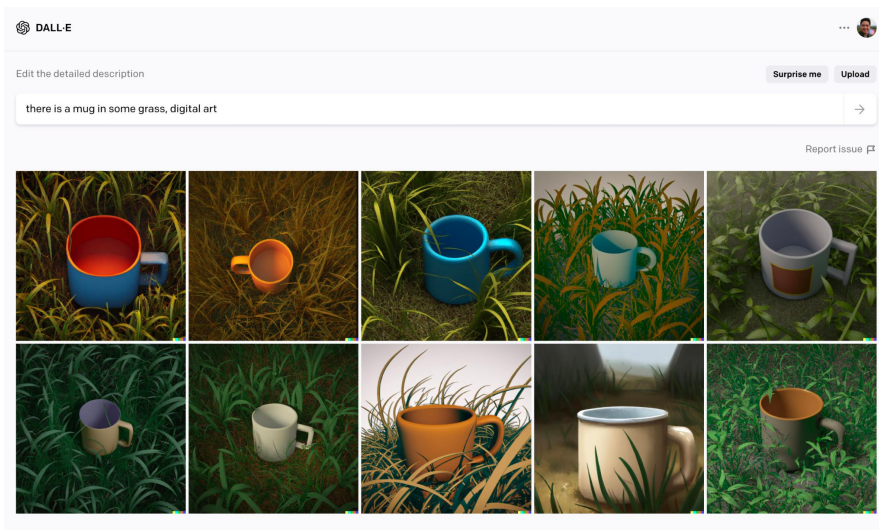 DALL·E
Edit the detailed description
Surprise me
Upload
there is a mug in some grass, digital art
Report issue